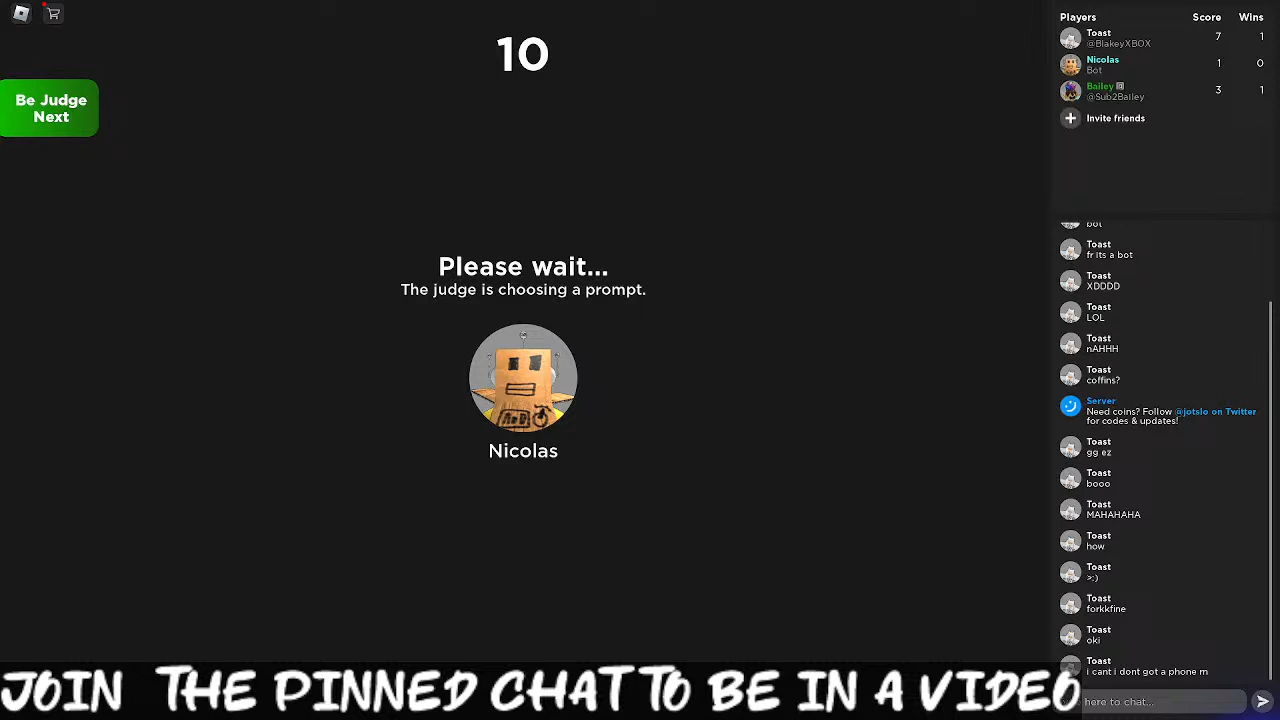 10
Be Judge
Next
Please wait...
The judge is choosing a prompt.
Nicolas
Players Score Wins
Toast
@BlakeyXBOX 7 1
Nicolas
Bot 1 0
Bailey
@Sub2Bailey 3 1
Invite friends
bot
Toast
fr its a bot
Toast
XDDDD
Toast
LOL
Toast
nAHHH
Toast
coffins?
Server
Need coins? Follow @jotslo on Twitter
for codes & updates!
Toast
gg ez
Toast
booo
Toast
MAHAHAHA
Toast
how
Toast
>:)
Toast
forkkfine
Toast
oki
Toast
I cant i dont got a phone m
here to chat...
JOIN THE PINNED CHAT TO BE IN A VIDEO